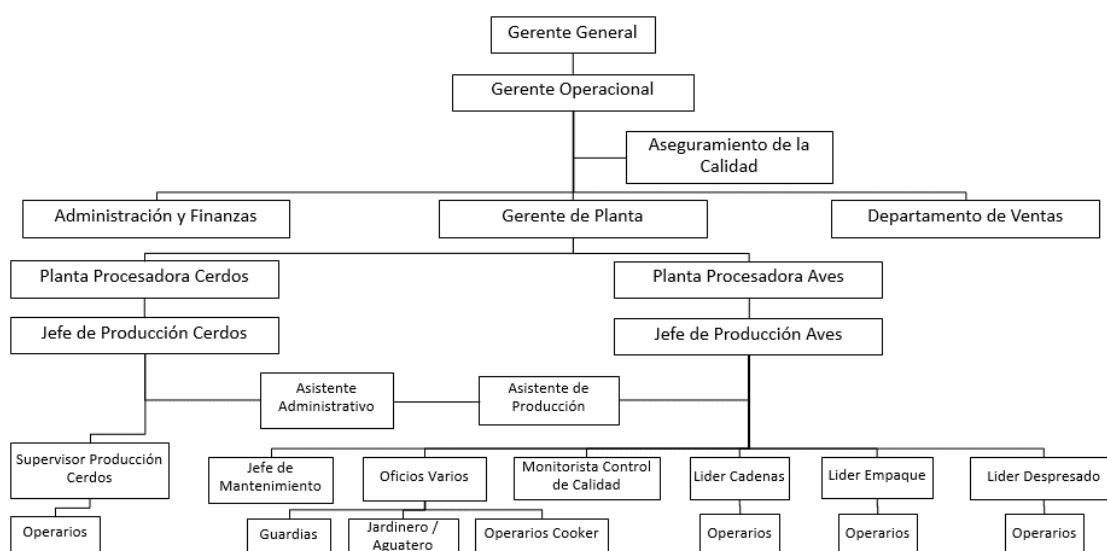 Gerente General
Gerente Operacional
Aseguramiento de la
Calidad
Administración y Finanzas
Gerente de Planta
Departamento de Ventas
Planta Procesadora Cerdos
Planta Procesadora Aves
Jefe de Producción Cerdos
Jefe de Producción Aves
Asistente
Administrativo
Asistente de
Producción
Supervisor Producción
Cerdos
Jefe de
Mantenimiento
Oficios Varios
Monitorista Control
de Calidad
Lider Cadenas
Lider Empaque
Lider Despresado
Operarios
Guardias
Jardinero /
Aguatero
Operarios Cooker
Operarios
Operarios
Operarios